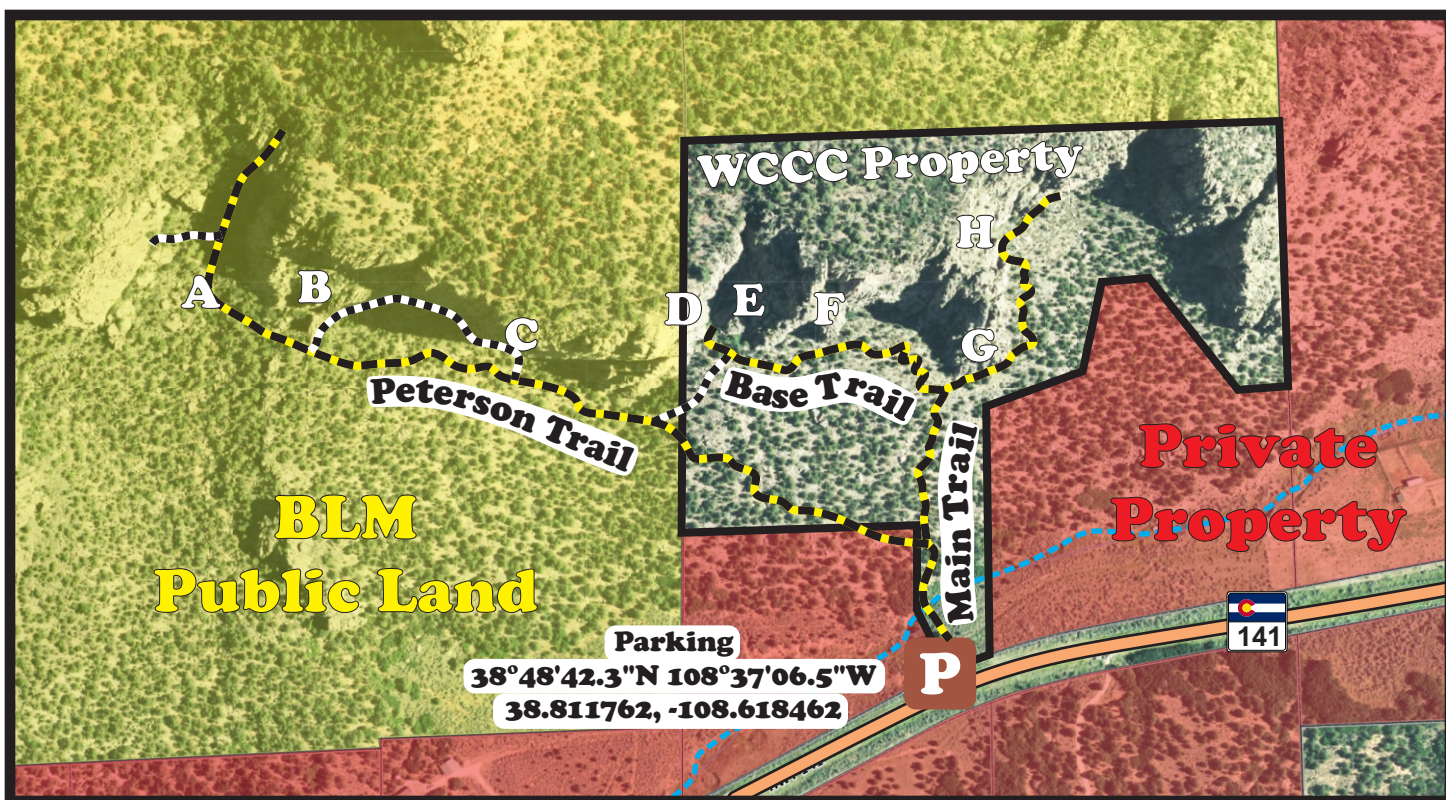 WCCC Property
H
A
B
C
D
E
F
G
Peterson Trail
Base Trail
Main Trail
Private
Property
BLM
Public Land
141
Parking
38°48'42.3"N 108°37'06.5"W
38.811762, -108.618462
P